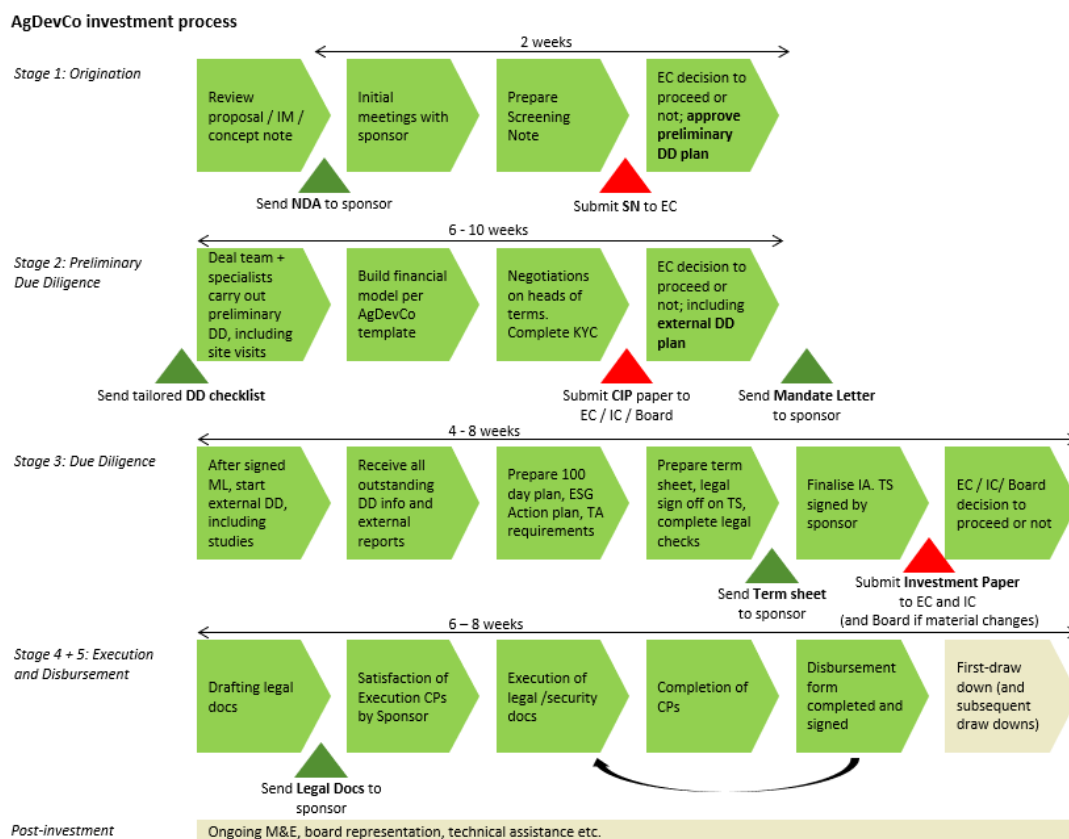 AgDevCo investment process
2 weeks
Stage 1: Origination
Review
proposal / IM /
concept note
Initial
meetings with
sponsor
Prepare
Screening
Note
EC decision to
proceed or
not; approve
preliminary
DD plan
Send NDA to sponsor
Submit SN to EC
6 - 10 weeks
Stage 2: Preliminary
Due Diligence
Deal team +
specialists
carry out
preliminary
DD, including
site visits
Build financial
model per
AgDevCo
template
Negotiations
on heads of
terms.
Complete KYC
EC decision to
proceed or
not; including
external DD
plan
Send tailored DD checklist
Submit CIP paper to
EC / IC / Board
Send Mandate Letter
to sponsor
4 - 8 weeks
Stage 3: Due Diligence
After signed
ML, start
external DD,
including
studies
Receive all
outstanding
DD info and
external
reports
Prepare 100
day plan, ESG
Action plan, TA
requirements
Prepare term
sheet, legal
sign off on TS,
complete legal
checks
Finalise IA. TS
signed by
sponsor
EC / IC/ Board
decision to
proceed or not
Send Term sheet
to sponsor
Submit Investment Paper
to EC and IC
(and Board if material changes)
6 – 8 weeks
Stage 4 + 5: Execution
and Disbursement
Drafting legal
docs
Satisfaction of
Execution CPs
by Sponsor
Execution of
legal /security
docs
Completion of
CPs
Disbursement
form
completed and
signed
First-draw
down (and
subsequent
draw downs)
Send Legal Docs to
sponsor
Post-investment
Ongoing M&E, board representation, technical assistance etc.